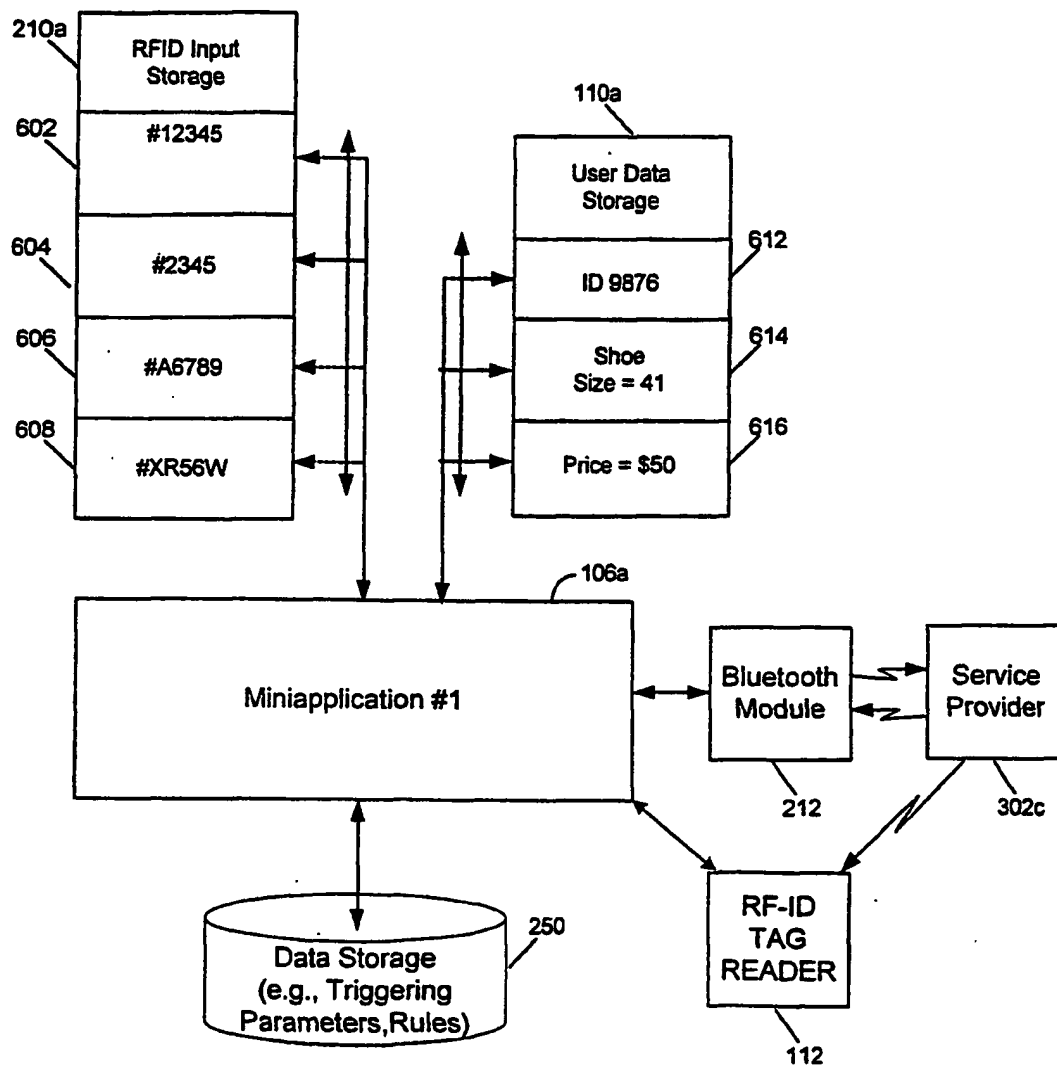 210a
RFID Input
Storage
602
#12345
604
#2345
606
#A6789
608
#XR56W
110a
User Data
Storage
612
ID 9876
614
Shoe
Size = 41
616
Price = $50
106a
Miniapplication #1
Bluetooth
Module
212
Service
Provider
302c
250
Data Storage
(e.g., Triggering
Parameters,Rules)
RF-ID
TAG
READER
112